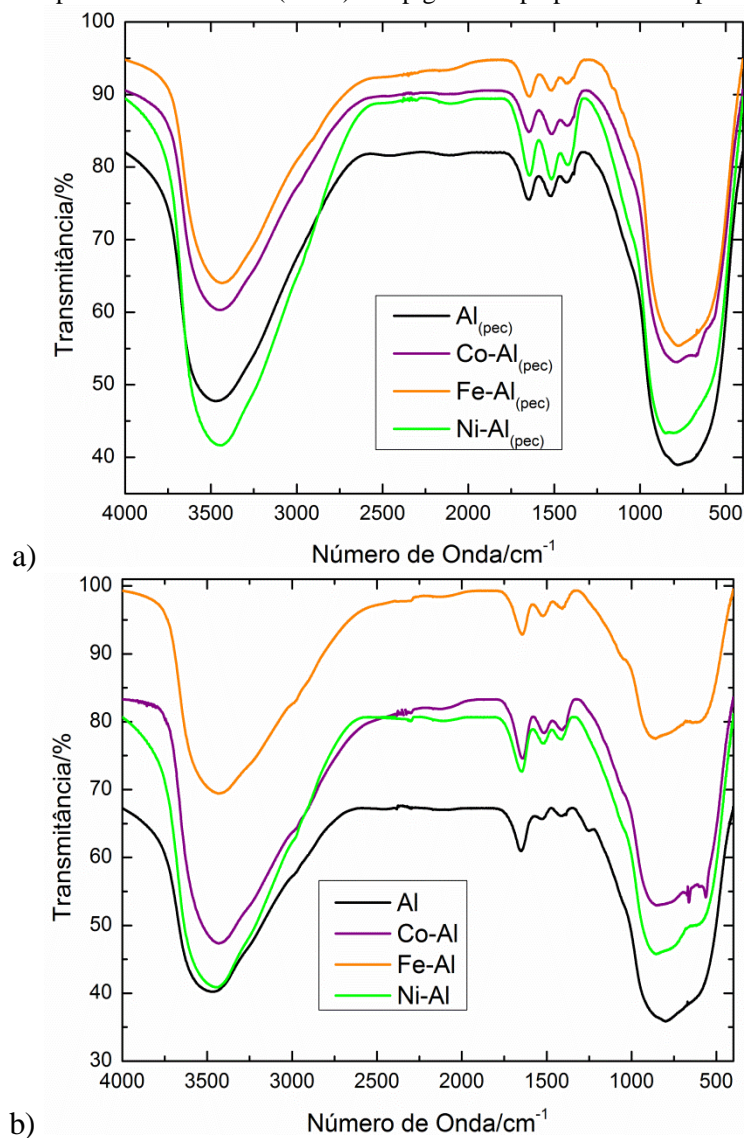 100
90
80
70
60
50
40
Transmitância/%
Al(pec)
Co-Al(pec)
Fe-Al(pec)
Ni-Al(pec)
4000 3500 3000 2500 2000 1500 1000 500
a)
Número de Onda/cm-1
100
90
80
70
60
50
40
30
Transmitância/%
Al
Co-Al
Fe-Al
Ni-Al
4000 3500 3000 2500 2000 1500 1000 500
b)
Número de Onda/cm-1